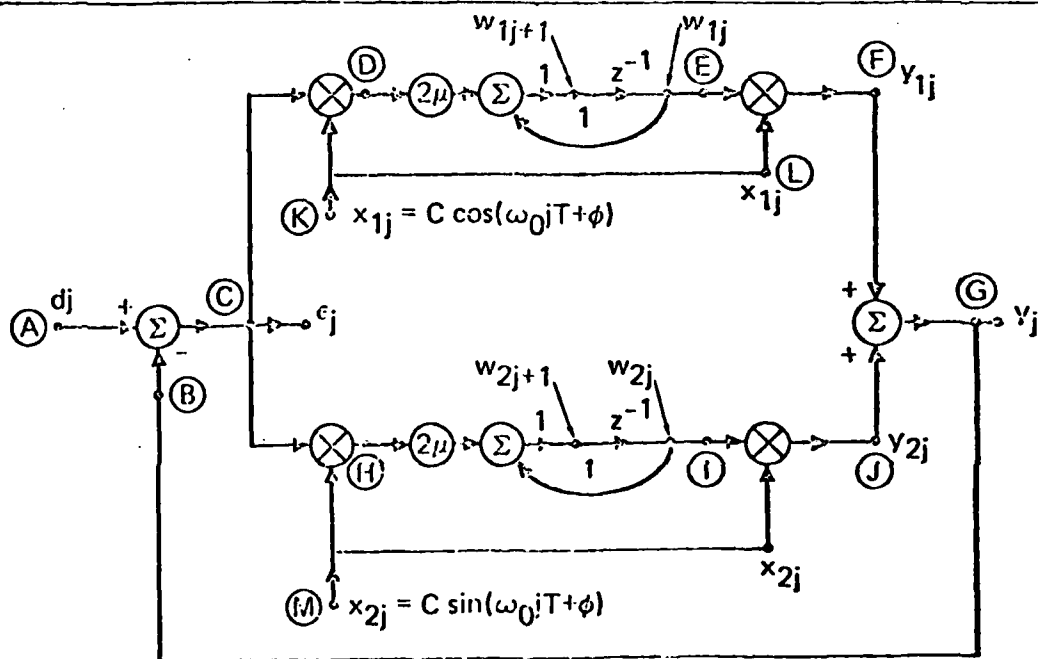 w1j+1 w1j
D 1 z⁻¹ E F y1j
2μ Σ 1
K x1j = C cos(ω0jT+φ) x1j L
A dj + Σ - C ϵj
B
+ Σ + G yj
w2j+1 w2j
1 z⁻¹
H 2μ Σ 1 I J y2j
M x2j = C sin(ω0jT+φ) x2j